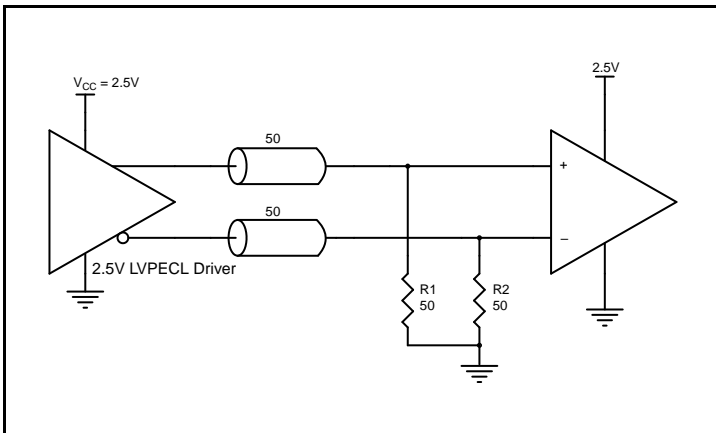 V_CC = 2.5V
2.5V
50
+
50
–
2.5V LVPECL Driver
R1
50
R2
50